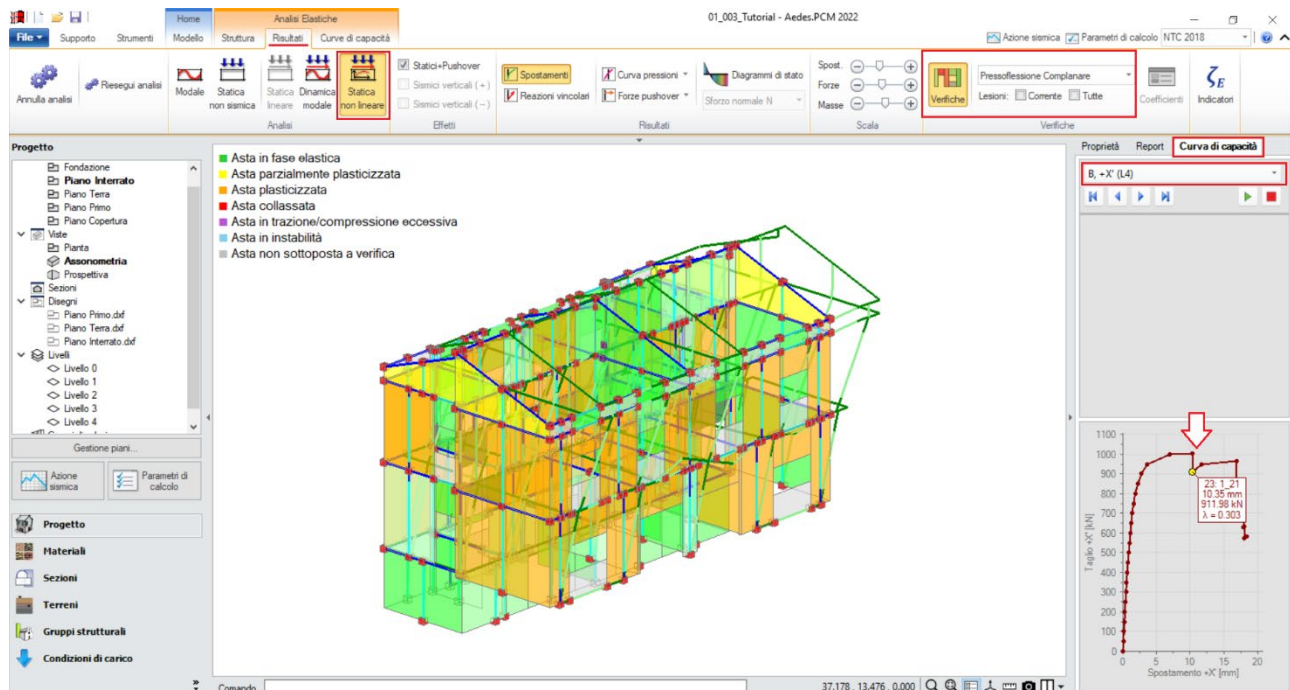 01_003_Tutorial - Aedes.PCM 2022
Home
Analisi Elastiche
File
Supporto
Strumenti
Modello
Struttura
Risultati
Curve di capacità
Azione sismica
Parametri di calcolo
NTC 2018
Annulla analisi
Riesegui analisi
Modale
Statica non sismica
Statica lineare
Dinamica modale
Statica non lineare
Analisi
Statici+Pushover
Sismici verticali (+)
Sismici verticali (−)
Effetti
Spostamenti
Reazioni vincolari
Curva pressioni
Forze pushover
Diagrammi di stato
Sforzo normale N
Risultati
Spost.
Forze
Masse
Scala
Verifiche
Pressoflessione Complanare
Lesioni:
Corrente
Tutte
Coefficienti
ζE
Indicatori
Verifiche
Progetto
Fondazione
Piano Interrato
Piano Terra
Piano Primo
Piano Copertura
Viste
Pianta
Assonometria
Prospettiva
Sezioni
Disegni
Piano Primo.dxf
Piano Terra.dxf
Piano Interrato.dxf
Livelli
Livello 0
Livello 1
Livello 2
Livello 3
Livello 4
Gestione piani...
Azione sismica
Parametri di calcolo
Progetto
Materiali
Sezioni
Terreni
Gruppi strutturali
Condizioni di carico
Asta in fase elastica
Asta parzialmente plasticizzata
Asta plasticizzata
Asta collassata
Asta in trazione/compressione eccessiva
Asta in instabilità
Asta non sottoposta a verifica
Comando
37.178 , 13.476 , 0.000
Proprietà
Report
Curva di capacità
B, +X' (L4)
1100
1000
900
800
700
600
500
400
300
200
100
0
Taglio +X' [kN]
23: 1_21
10.35 mm
911.98 kN
λ = 0.303
0
5
10
15
20
Spostamento +X' [mm]